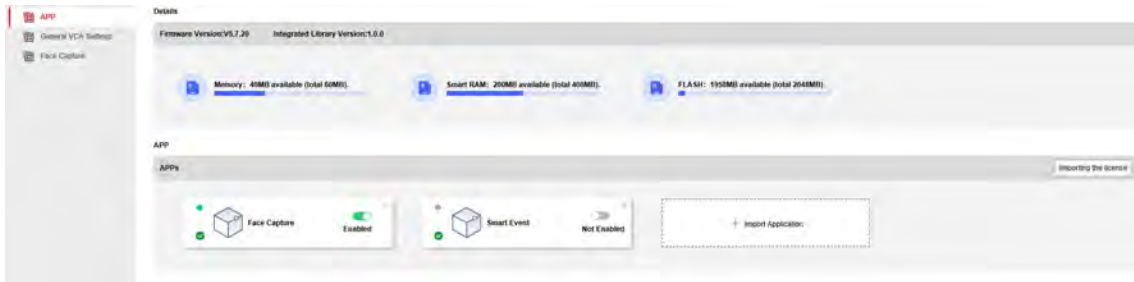 APP
General VCA Settings
Face Capture
Details
Firmware Version:V5.7.20 Integrated Library Version:1.0.0
Memory: 40MB available (total 60MB).
Smart RAM: 200MB available (total 400MB).
FLASH: 1950MB available (total 2048MB).
APP
APPs
Importing the license
Face Capture
Enabled
Smart Event
Not Enabled
+ Import Application